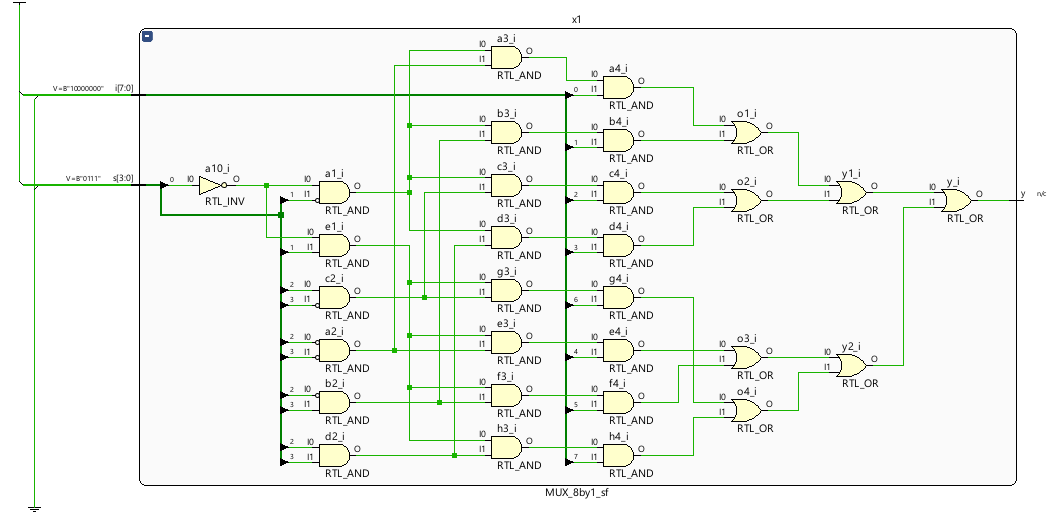 x1
a3_i
I0 O
I1
RTL_AND
a4_i
I0 O
I1
0
RTL_AND
V=B"10000000" i[7:0]
b3_i
I0 O
I1
RTL_AND
b4_i
I0 O
I1
1
RTL_AND
o1_i
I0 O
I1
RTL_OR
a10_i
V=B"0111" s[3:0]
0 I0 O
RTL_INV
a1_i
I0 O
1 I1
RTL_AND
c3_i
I0 O
I1
RTL_AND
c4_i
I0 O
2 I1
RTL_AND
o2_i
I0 O
I1
RTL_OR
y1_i
I0 O
I1
RTL_OR
y_i
I0 O
I1
RTL_OR
y n/c
e1_i
I0 O
1 I1
RTL_AND
d3_i
I0 O
I1
RTL_AND
d4_i
I0 O
3 I1
RTL_AND
c2_i
2 I0 O
3 I1
RTL_AND
g3_i
I0 O
I1
RTL_AND
g4_i
I0 O
I1
6
RTL_AND
a2_i
2 I0 O
3 I1
RTL_AND
e3_i
I0 O
I1
RTL_AND
e4_i
I0 O
4 I1
RTL_AND
o3_i
I0 O
I1
RTL_OR
y2_i
I0 O
I1
RTL_OR
b2_i
2 I0 O
3 I1
RTL_AND
f3_i
I0 O
I1
RTL_AND
f4_i
I0 O
5 I1
RTL_AND
o4_i
I0 O
I1
RTL_OR
d2_i
2 I0 O
3 I1
RTL_AND
h3_i
I0 O
I1
RTL_AND
h4_i
I0 O
7 I1
RTL_AND
MUX_8by1_sf